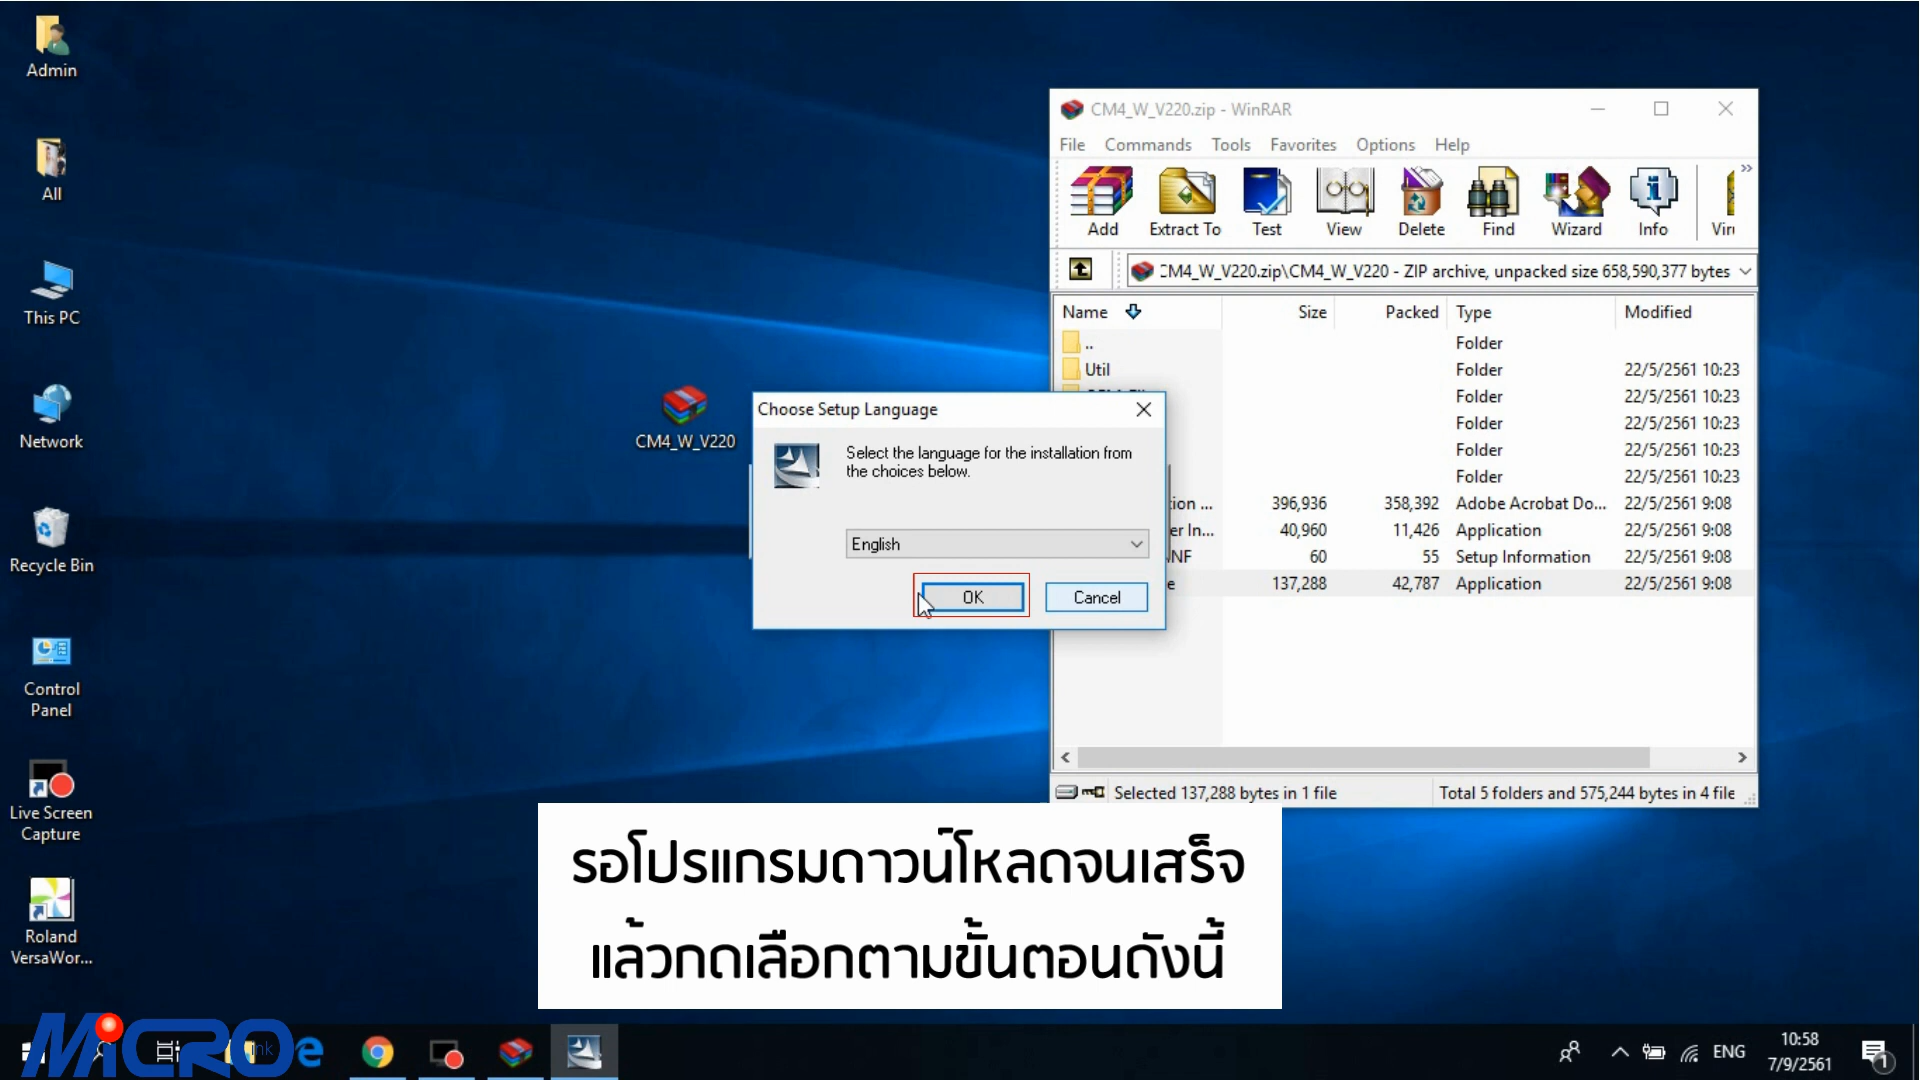 Admin
All
This PC
Network
Recycle Bin
Control
Panel
Live Screen
Capture
Roland
VersaWor...
CM4_W_V220
CM4_W_V220.zip - WinRAR
File Commands Tools Favorites Options Help
Add Extract To Test View Delete Find Wizard Info
CM4_W_V220.zip\CM4_W_V220 - ZIP archive, unpacked size 658,590,377 bytes
Name Size Packed Type Modified
.. Folder
Util Folder 22/5/2561 10:23
22/5/2561 10:23
Folder 22/5/2561 10:23
Folder 22/5/2561 10:23
Folder 22/5/2561 10:23
tion ... 396,936 358,392 Adobe Acrobat Do... 22/5/2561 9:08
er In... 40,960 11,426 Application 22/5/2561 9:08
NF 60 55 Setup Information 22/5/2561 9:08
e 137,288 42,787 Application 22/5/2561 9:08
Selected 137,288 bytes in 1 file Total 5 folders and 575,244 bytes in 4 file
Choose Setup Language
Select the language for the installation from
the choices below.
English
OK Cancel
รอโปรแกรมดาวน์โหลดจนเสร็จ
แล้วกดเลือกตามขั้นตอนดังนี้
MiCRO
Ink
ENG
10:58
7/9/2561
1